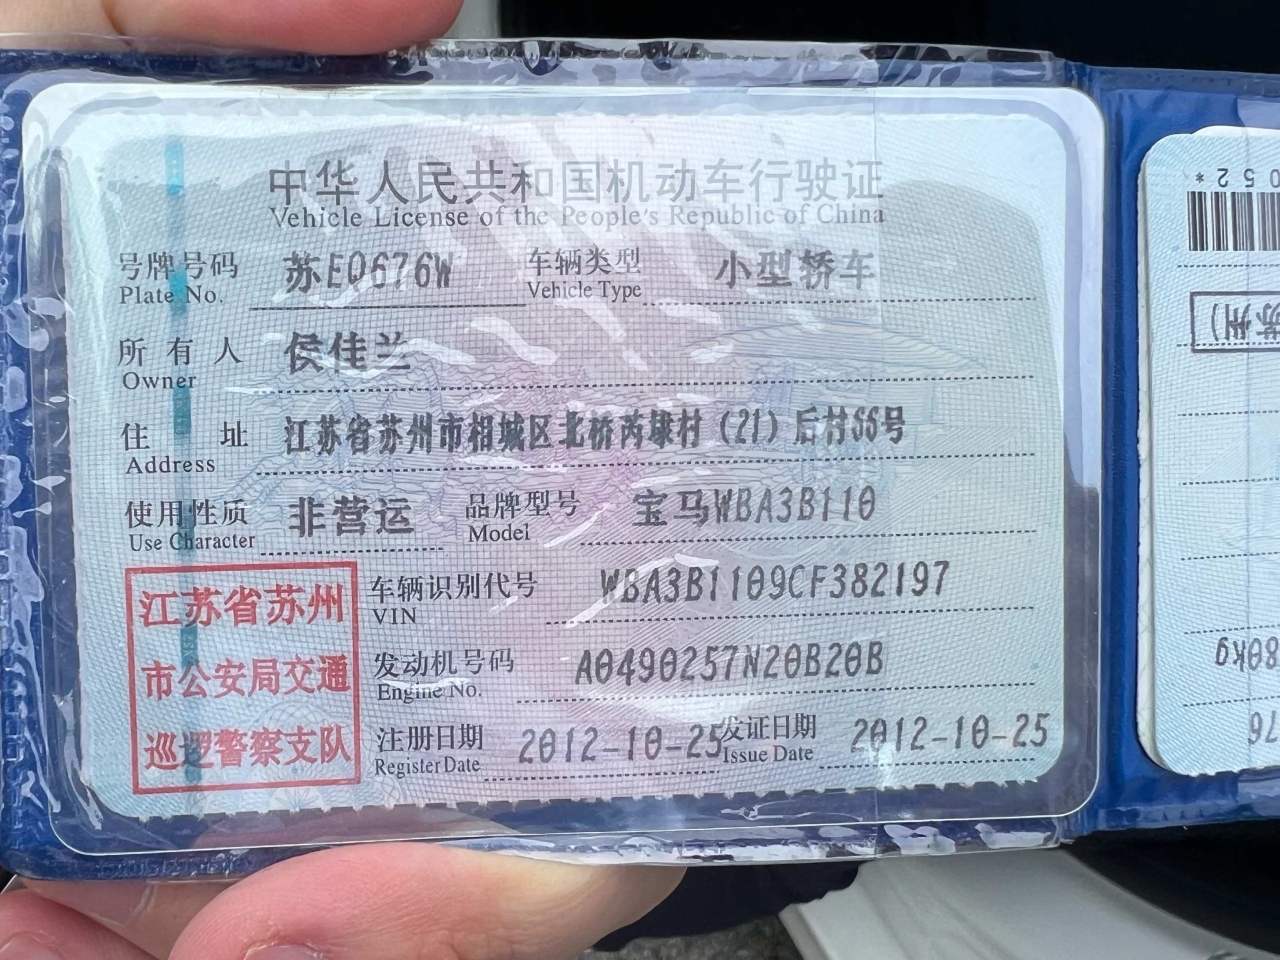 中华人民共和国机动车行驶证
Vehicle License of the People's Republic of China
号牌号码 苏E0676W 车辆类型 小型轿车
Plate No. Vehicle Type
所有人 侯佳兰
Owner
住址 江苏省苏州市相城区北桥芮埭村(21)后村66号
Address
使用性质 非营运 品牌型号 宝马WBA3B110
Use Character Model
江苏省苏州
市公安局交通
巡逻警察支队
车辆识别代号 WBA3B1109CF382197
VIN
发动机号码 A0490257N20B20B
Engine No.
注册日期 2012-10-25 发证日期 2012-10-25
Register Date Issue Date